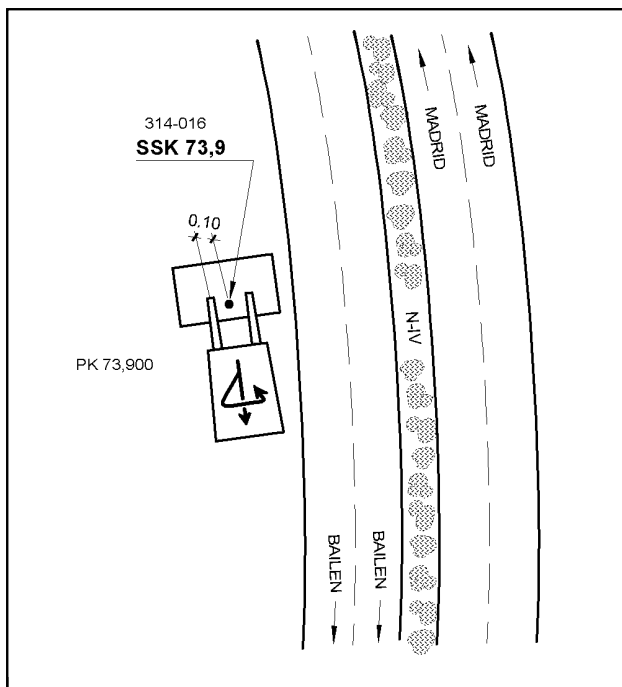 314-016
SSK 73,9
0.10
PK 73,900
MADRID
MADRID
N-IV
BAILEN
BAILEN